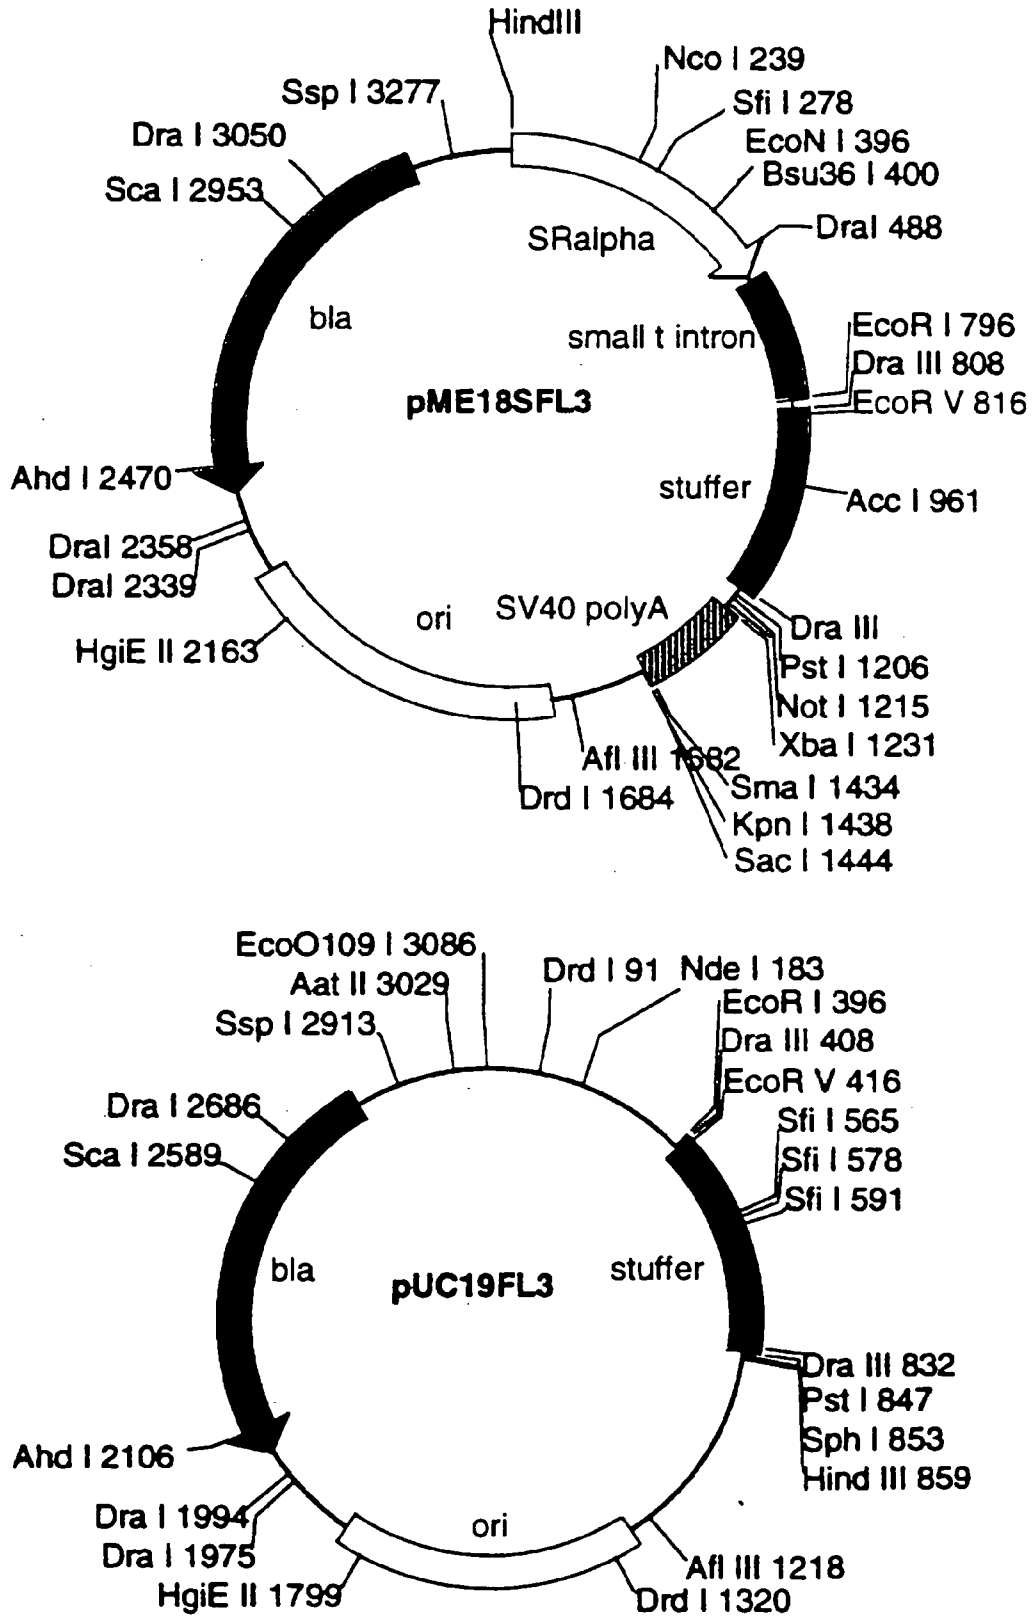 HindIII
Nco I 239
Ssp I 3277
Sfi I 278
Dra I 3050
EcoN I 396
Bsu36 I 400
Sca I 2953
DraI 488
SRalpha
bla
small t intron
EcoR I 796
Dra III 808
pME18SFL3
EcoR V 816
Ahd I 2470
stuffer
Acc I 961
DraI 2358
DraI 2339
ori
SV40 polyA
HgiE II 2163
Dra III
Pst I 1206
Not I 1215
Xba I 1231
Afl III 1682
Drd I 1684
Sma I 1434
Kpn I 1438
Sac I 1444
EcoO109 I 3086
Aat II 3029
Drd I 91
Nde I 183
Ssp I 2913
EcoR I 396
Dra III 408
EcoR V 416
Dra I 2686
Sfi I 565
Sca I 2589
Sfi I 578
Sfi I 591
bla
pUC19FL3
stuffer
Dra III 832
Pst I 847
Sph I 853
Hind III 859
Ahd I 2106
Dra I 1994
Dra I 1975
ori
HgiE II 1799
Afl III 1218
Drd I 1320